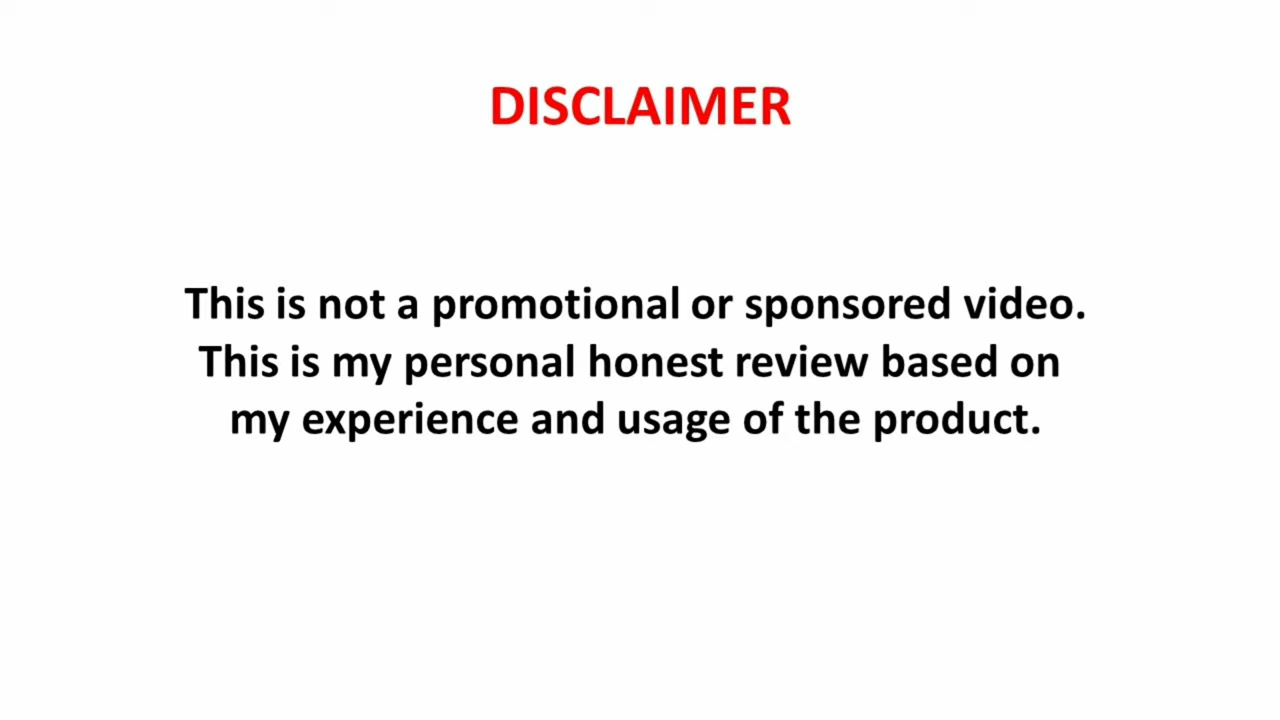 DISCLAIMER
This is not a promotional or sponsored video.
This is my personal honest review based on
my experience and usage of the product.